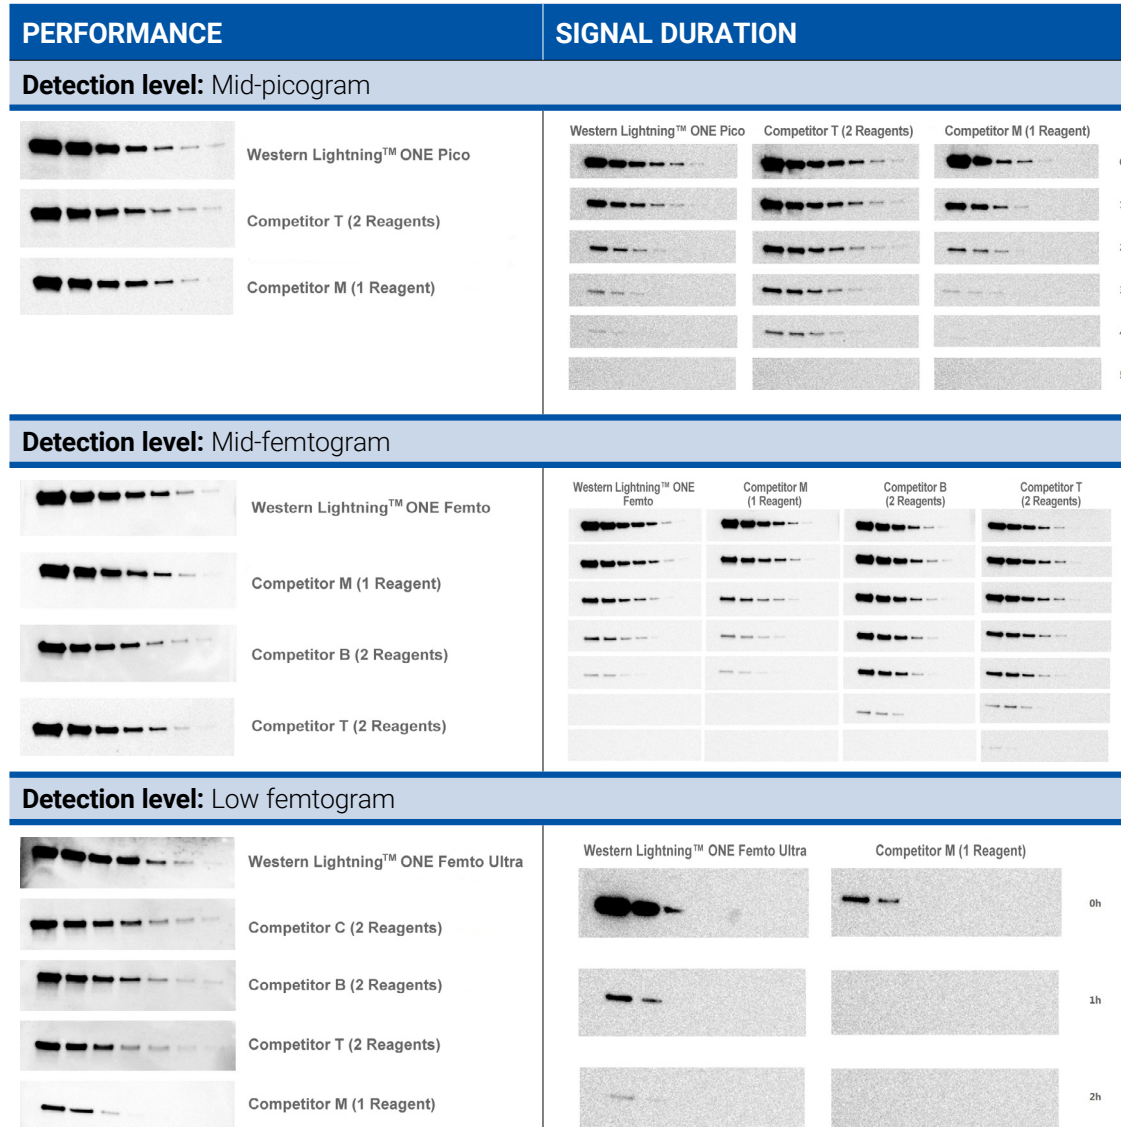 PERFORMANCE
SIGNAL DURATION
Detection level: Mid-picogram
Western Lightning™ ONE Pico
Competitor T (2 Reagents)
Competitor M (1 Reagent)
Western Lightning™ ONE Pico
Competitor T (2 Reagents)
Competitor M (1 Reagent)
Detection level: Mid-femtogram
Western Lightning™ ONE Femto
Competitor M (1 Reagent)
Competitor B (2 Reagents)
Competitor T (2 Reagents)
Western Lightning™ ONE
Femto
Competitor M
(1 Reagent)
Competitor B
(2 Reagents)
Competitor T
(2 Reagents)
Detection level: Low femtogram
Western Lightning™ ONE Femto Ultra
Competitor C (2 Reagents)
Competitor B (2 Reagents)
Competitor T (2 Reagents)
Competitor M (1 Reagent)
Western Lightning™ ONE Femto Ultra
Competitor M (1 Reagent)
0h
1h
2h